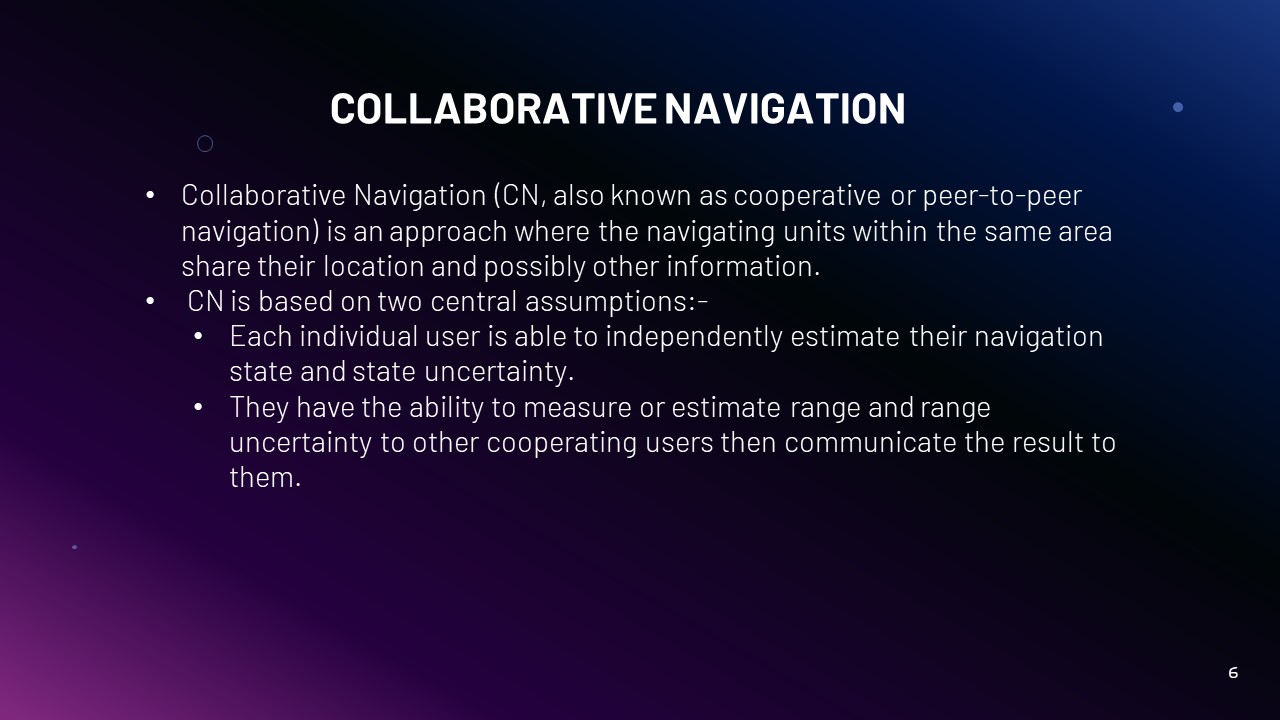 COLLABORATIVE NAVIGATION
• Collaborative Navigation (CN, also known as cooperative or peer-to-peer
navigation) is an approach where the navigating units within the same area
share their location and possibly other information.
• CN is based on two central assumptions:-
• Each individual user is able to independently estimate their navigation
state and state uncertainty.
• They have the ability to measure or estimate range and range
uncertainty to other cooperating users then communicate the result to
them.
6